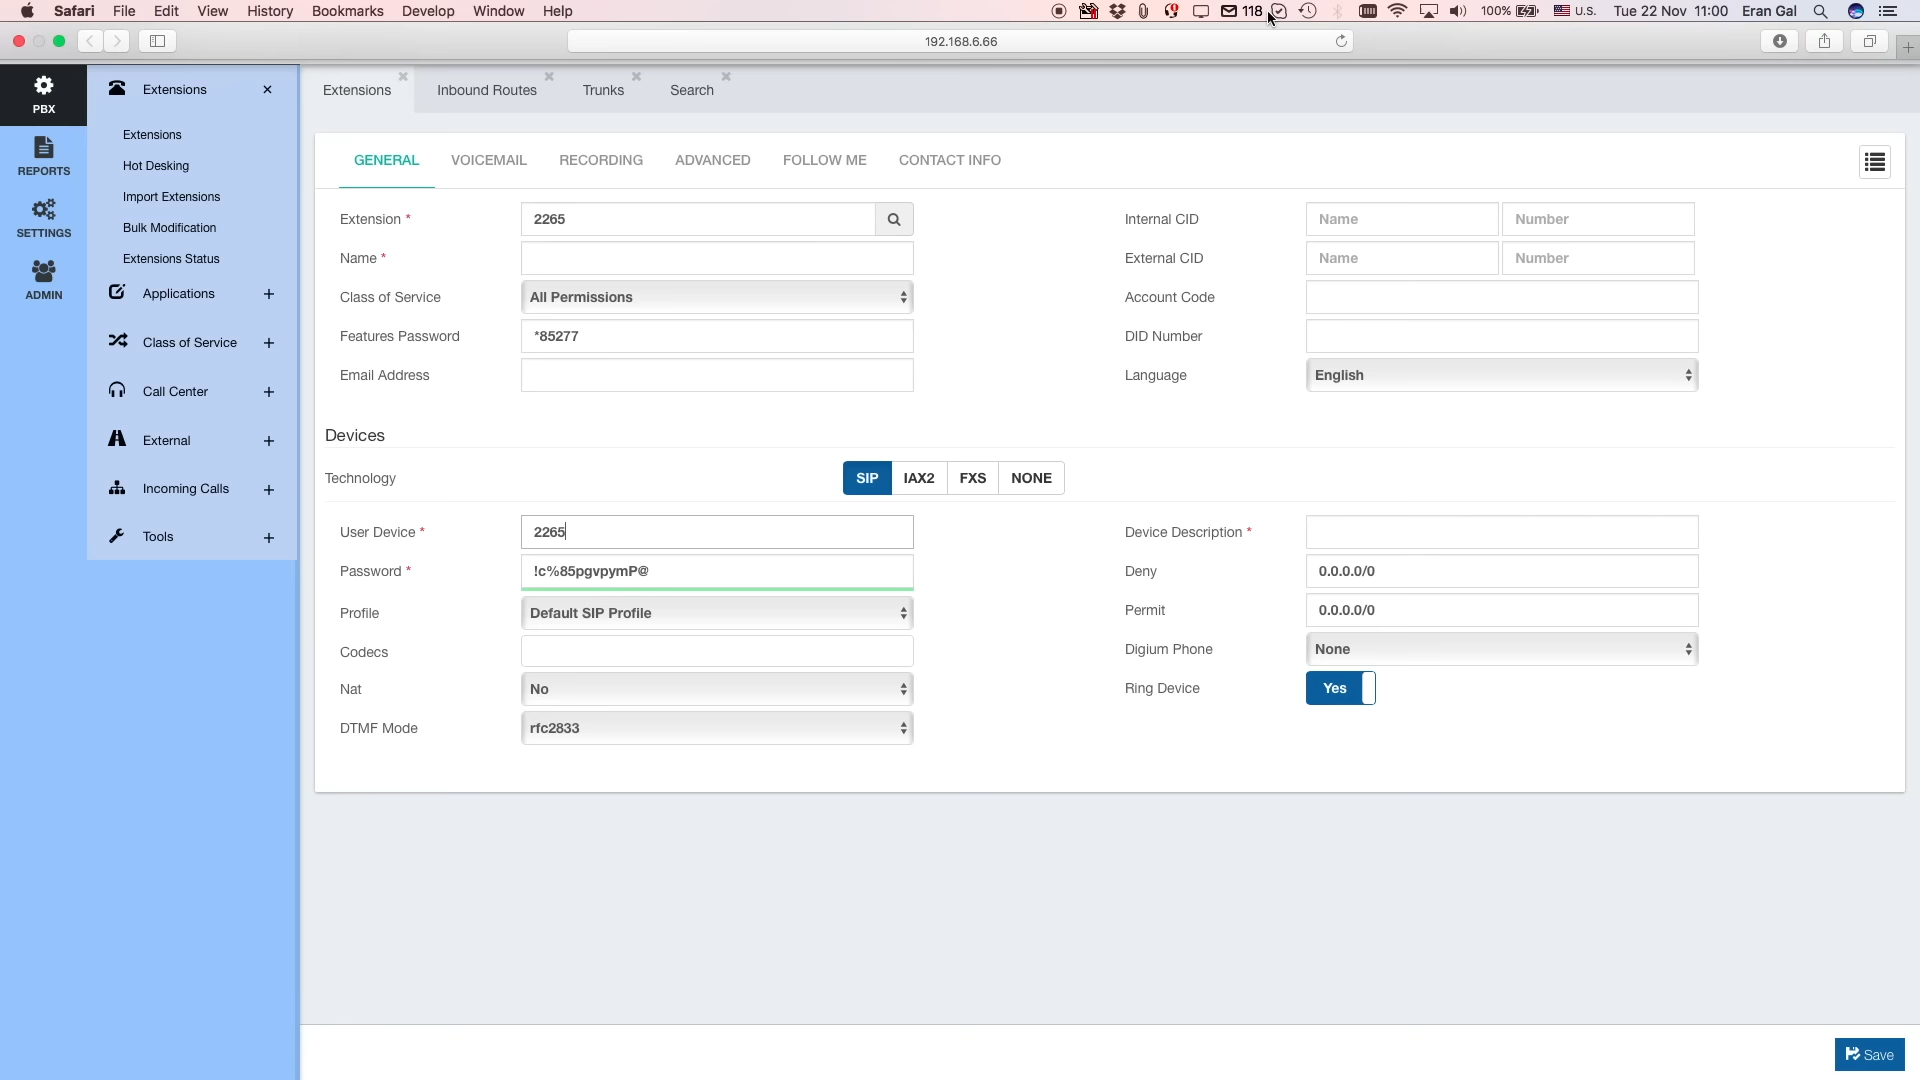 Safari File Edit View History Bookmarks Develop Window Help 118 100% U.S. Tue 22 Nov 11:00 Eran Gal
192.168.6.66
PBX
REPORTS
SETTINGS
ADMIN
Extensions
Extensions
Hot Desking
Import Extensions
Bulk Modification
Extensions Status
Applications
Class of Service
Call Center
External
Incoming Calls
Tools
Extensions Inbound Routes Trunks Search
GENERAL VOICEMAIL RECORDING ADVANCED FOLLOW ME CONTACT INFO
Extension * 2265
Name *
Class of Service All Permissions
Features Password *85277
Email Address
Internal CID Name Number
External CID Name Number
Account Code
DID Number
Language English
Devices
Technology SIP IAX2 FXS NONE
User Device * 2265
Password * !c%85pgvpymP@
Profile Default SIP Profile
Codecs
Nat No
DTMF Mode rfc2833
Device Description *
Deny 0.0.0.0/0
Permit 0.0.0.0/0
Digium Phone None
Ring Device Yes
Save